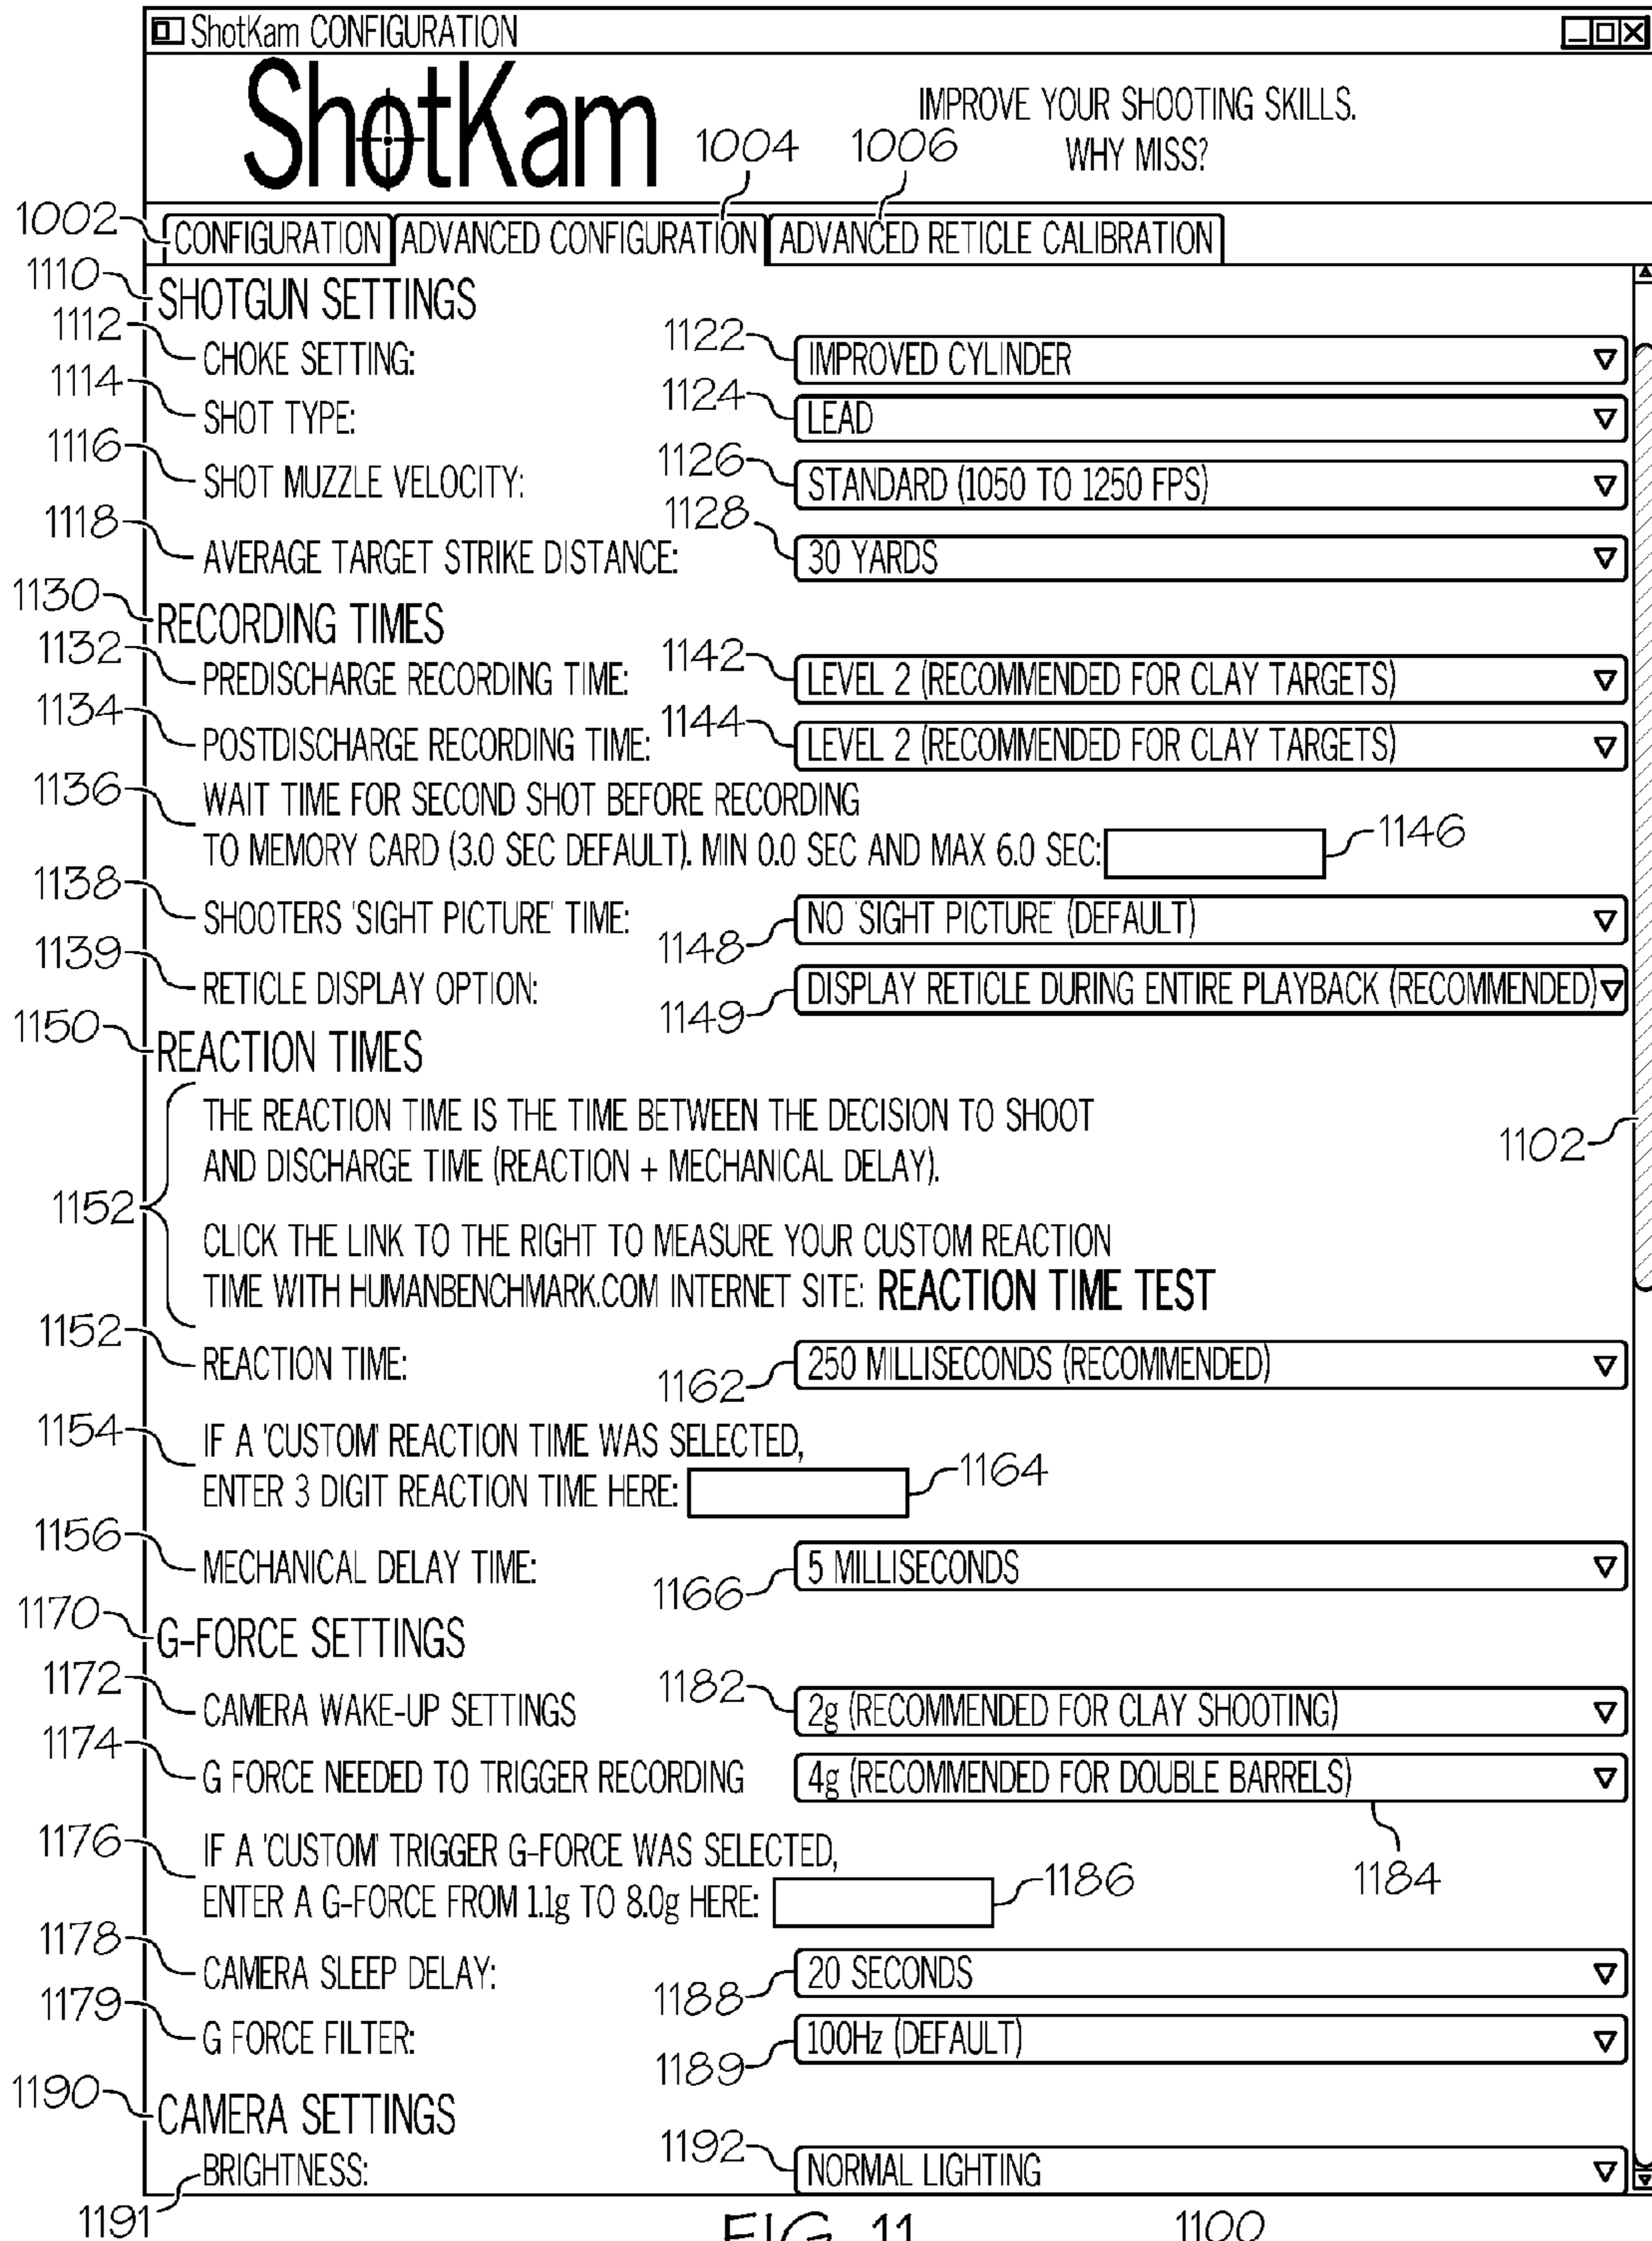 ShotKam CONFIGURATION
ShotKam
IMPROVE YOUR SHOOTING SKILLS.
WHY MISS?
1004
1006
1002
CONFIGURATION
ADVANCED CONFIGURATION
ADVANCED RETICLE CALIBRATION
1110
SHOTGUN SETTINGS
1112
CHOKE SETTING:
1122
IMPROVED CYLINDER
1114
SHOT TYPE:
1124
LEAD
1116
SHOT MUZZLE VELOCITY:
1126
STANDARD (1050 TO 1250 FPS)
1118
AVERAGE TARGET STRIKE DISTANCE:
1128
30 YARDS
1130
RECORDING TIMES
1132
PREDISCHARGE RECORDING TIME:
1142
LEVEL 2 (RECOMMENDED FOR CLAY TARGETS)
1134
POSTDISCHARGE RECORDING TIME:
1144
LEVEL 2 (RECOMMENDED FOR CLAY TARGETS)
1136
WAIT TIME FOR SECOND SHOT BEFORE RECORDING
TO MEMORY CARD (3.0 SEC DEFAULT). MIN 0.0 SEC AND MAX 6.0 SEC:
1146
1138
SHOOTERS 'SIGHT PICTURE' TIME:
1148
NO 'SIGHT PICTURE' (DEFAULT)
1139
RETICLE DISPLAY OPTION:
1149
DISPLAY RETICLE DURING ENTIRE PLAYBACK (RECOMMENDED)
1150
REACTION TIMES
THE REACTION TIME IS THE TIME BETWEEN THE DECISION TO SHOOT
AND DISCHARGE TIME (REACTION + MECHANICAL DELAY).
1102
1152
CLICK THE LINK TO THE RIGHT TO MEASURE YOUR CUSTOM REACTION
TIME WITH HUMANBENCHMARK.COM INTERNET SITE: REACTION TIME TEST
1152
REACTION TIME:
1162
250 MILLISECONDS (RECOMMENDED)
1154
IF A 'CUSTOM' REACTION TIME WAS SELECTED,
ENTER 3 DIGIT REACTION TIME HERE:
1164
1156
MECHANICAL DELAY TIME:
1166
5 MILLISECONDS
1170
G-FORCE SETTINGS
1172
CAMERA WAKE-UP SETTINGS
1182
2g (RECOMMENDED FOR CLAY SHOOTING)
1174
G FORCE NEEDED TO TRIGGER RECORDING
4g (RECOMMENDED FOR DOUBLE BARRELS)
1184
1176
IF A 'CUSTOM' TRIGGER G-FORCE WAS SELECTED,
ENTER A G-FORCE FROM 1.1g TO 8.0g HERE:
1186
1178
CAMERA SLEEP DELAY:
1188
20 SECONDS
1179
G FORCE FILTER:
1189
100Hz (DEFAULT)
1190
CAMERA SETTINGS
1191
BRIGHTNESS:
1192
NORMAL LIGHTING
FIG. 11
1100